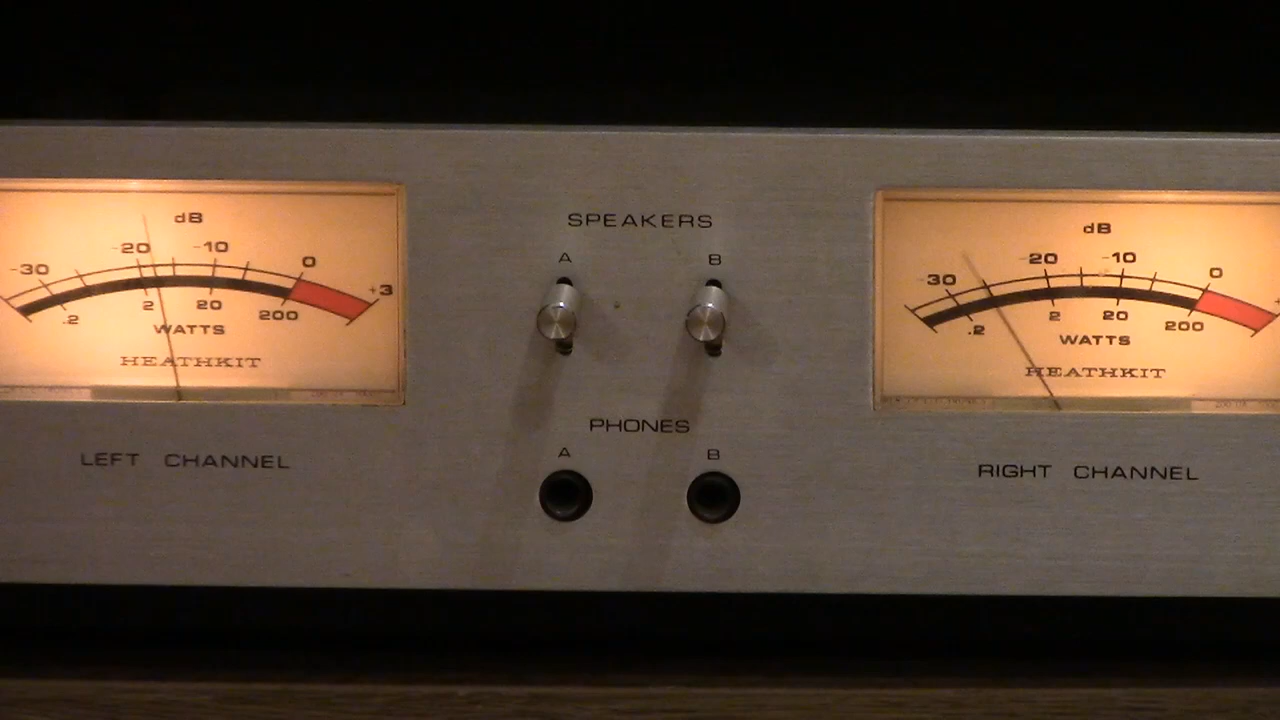 dB
-20 -10
-30 0
+3
.2 2 20 200
WATTS
HEATHKIT
LEFT CHANNEL
SPEAKERS
A B
PHONES
A B
dB
-20 -10
-30 0
.2 2 20 200
WATTS
HEATHKIT
RIGHT CHANNEL